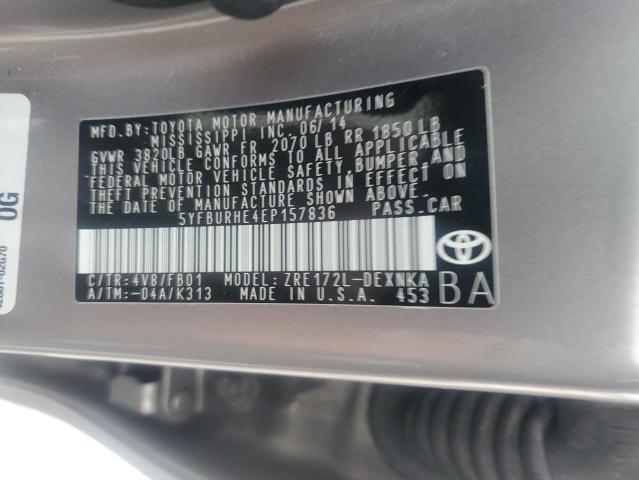 MFD. BY: TOYOTA MOTOR MANUFACTURING
MISSISSIPPI INC. 06/14
GVWR 3820LB GAWR FR 2070 LB RR 1850 LB
THIS VEHICLE CONFORMS TO ALL APPLICABLE
FEDERAL MOTOR VEHICLE SAFETY, BUMPER AND
THEFT PREVENTION STANDARDS IN EFFECT ON
THE DATE OF MANUFACTURE SHOWN ABOVE.
5YFBURHE4EP157836 PASS. CAR
C/TR: 4V8/FB01 MODEL: ZRE172L-DEXNKA
A/TM: -04A/K313 MADE IN U.S.A. 453
BA
OG